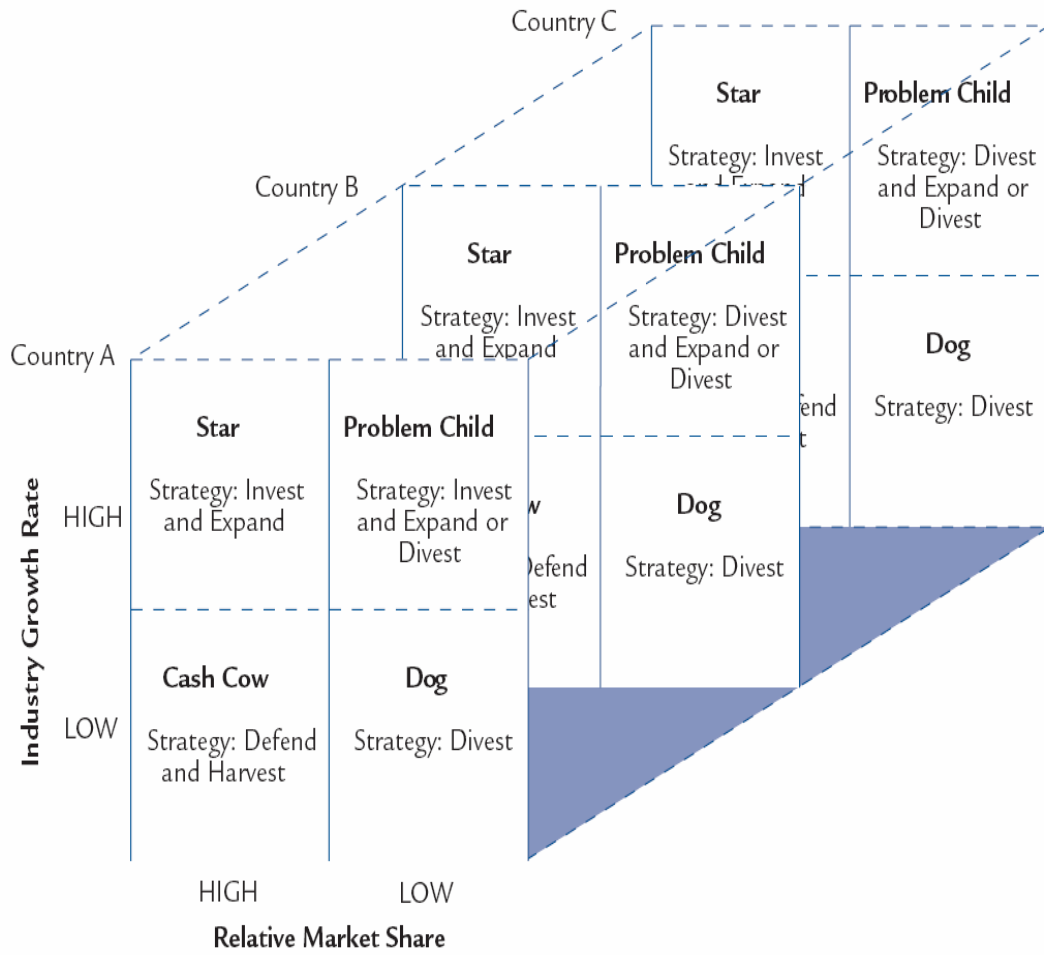 Country C
Star
Problem Child
Strategy: Invest
Strategy: Divest
and Expand or
Divest
Dog
Strategy: Divest
Country B
Star
Problem Child
Strategy: Invest
and Expand
Strategy: Divest
and Expand or
Divest
Dog
Strategy: Divest
Country A
Star
Problem Child
Strategy: Invest
and Expand
Strategy: Invest
and Expand or
Divest
Cash Cow
Dog
Strategy: Defend
and Harvest
Strategy: Divest
Industry Growth Rate
HIGH
LOW
HIGH
LOW
Relative Market Share